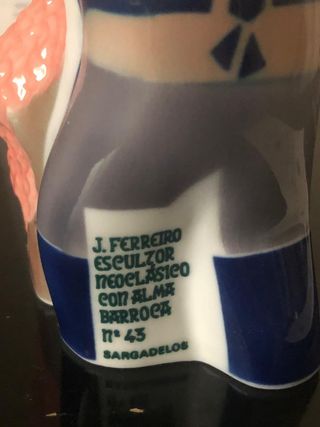 J. FERREIRO
ESCULTOR
NEOCLÁSICO
CON ALMA
BARROCA
Nº 43
SARGADELOS